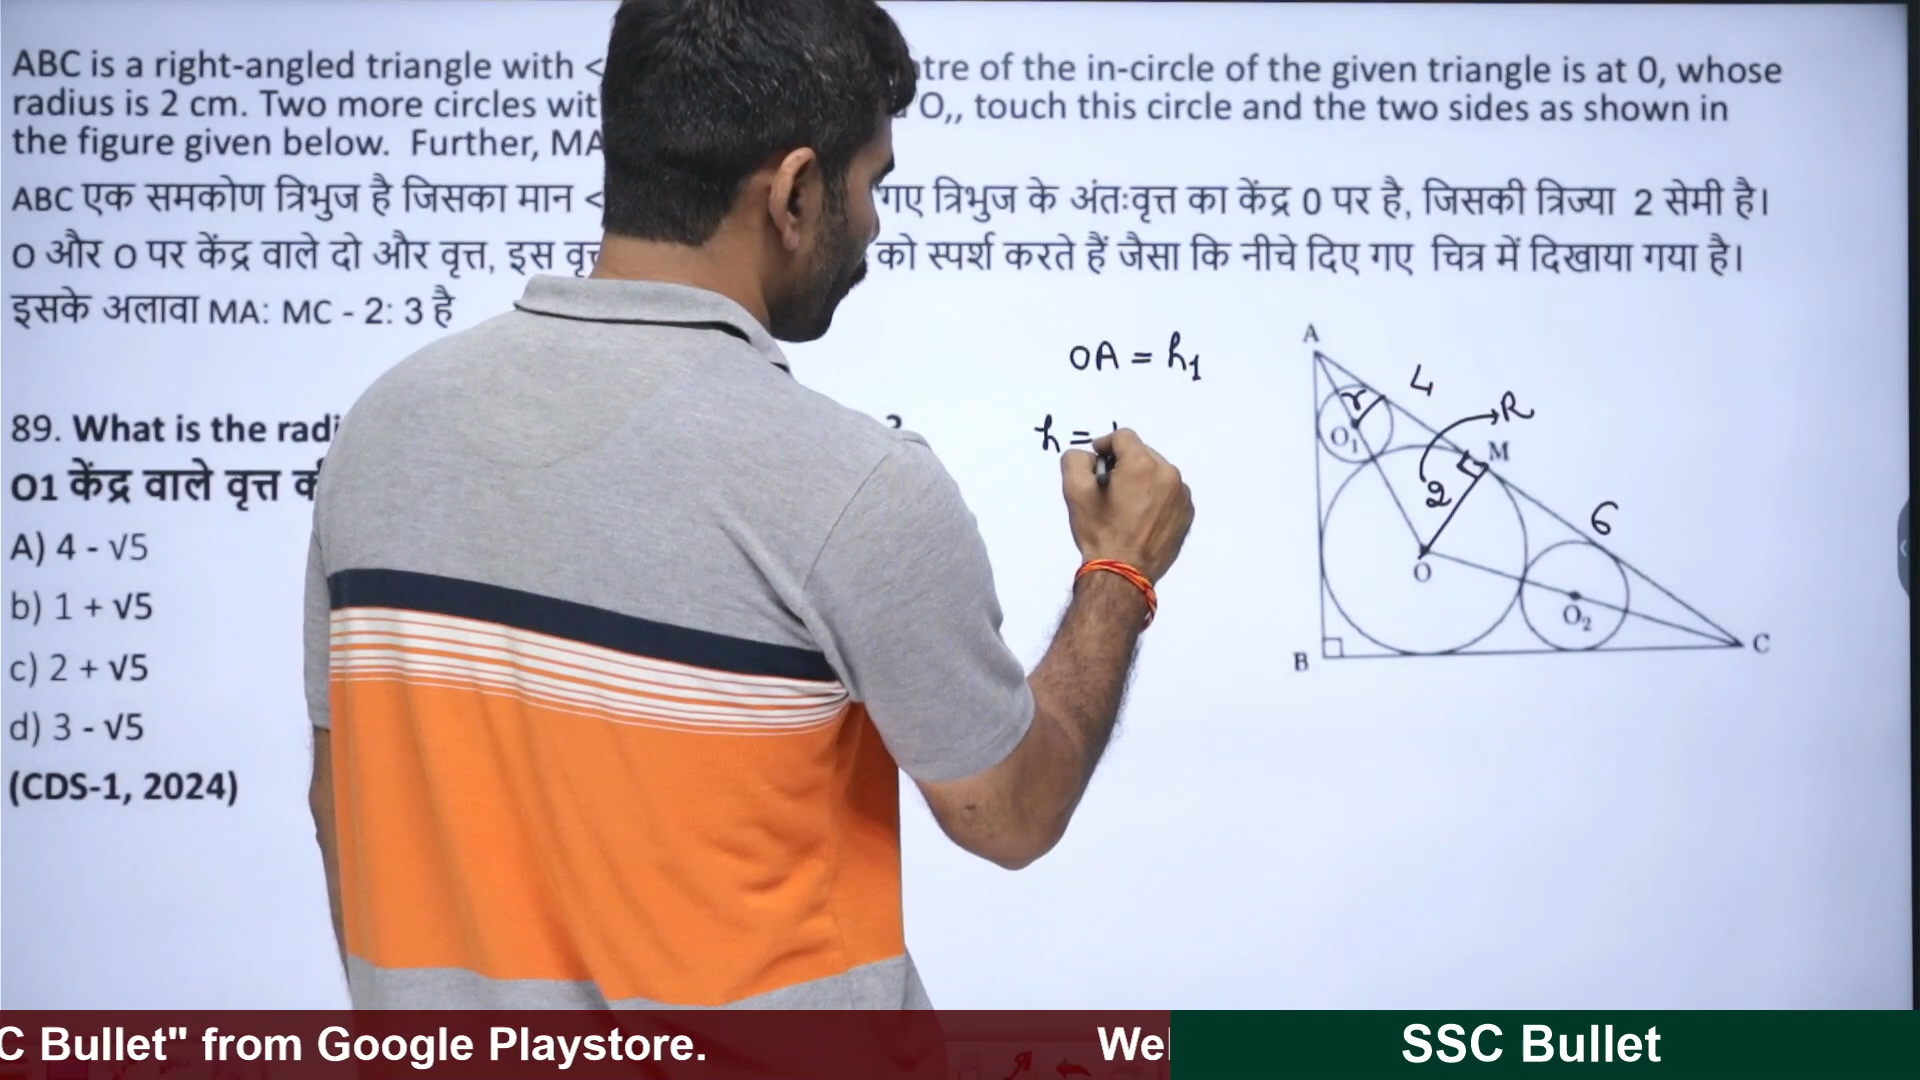 ABC is a right-angled triangle with < tre of the in-circle of the given triangle is at 0, whose
radius is 2 cm. Two more circles wit O,, touch this circle and the two sides as shown in
the figure given below. Further, MA
ABC एक समकोण त्रिभुज है जिसका मान < गए त्रिभुज के अंतःवृत्त का केंद्र 0 पर है, जिसकी त्रिज्या 2 सेमी है।
O और O पर केंद्र वाले दो और वृत्त, इस को स्पर्श करते हैं जैसा कि नीचे दिए गए चित्र में दिखाया गया है।
इसके अलावा MA: MC - 2: 3 है
89. What is the radi ?
O1 केंद्र वाले वृत्त
A) 4 - √5
b) 1 + √5
c) 2 + √5
d) 3 - √5
(CDS-1, 2024)
OA = h1
h =
A
4
r
R
O1
M
2
6
O
O2
B
C
C Bullet" from Google Playstore.
Wel
SSC Bullet